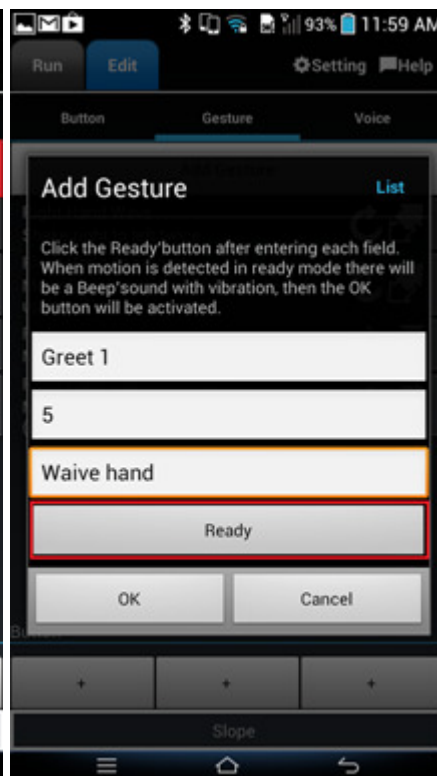 93% 11:59 AM
Run Edit Setting Help
Button Gesture Voice
Add Gesture List
Click the Ready'button after entering each field.
When motion is detected in ready mode there will
be a Beep'sound with vibration, then the OK
button will be activated.
Greet 1
5
Waive hand
Ready
OK Cancel
+ + +
Slope